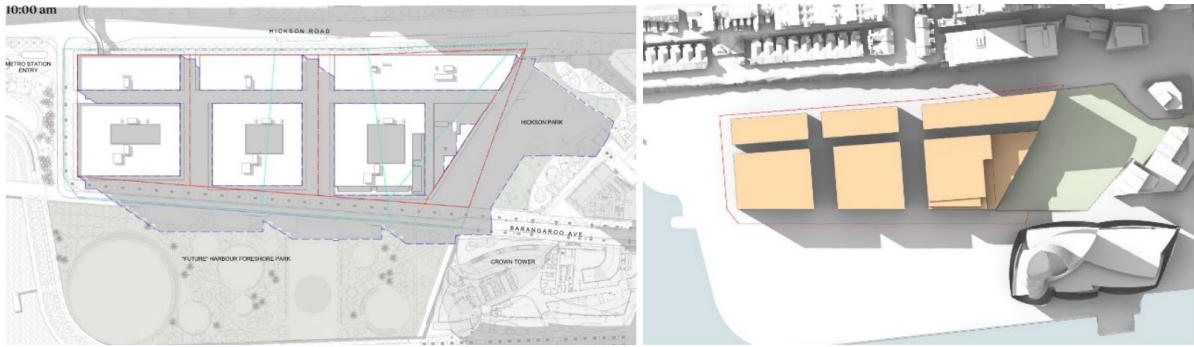 10:00 am
HICKSON ROAD
METRO STATION
ENTRY
HICKSON PARK
BARANGAROO AVE
"FUTURE" HARBOUR FORESHORE PARK
CROWN TOWER